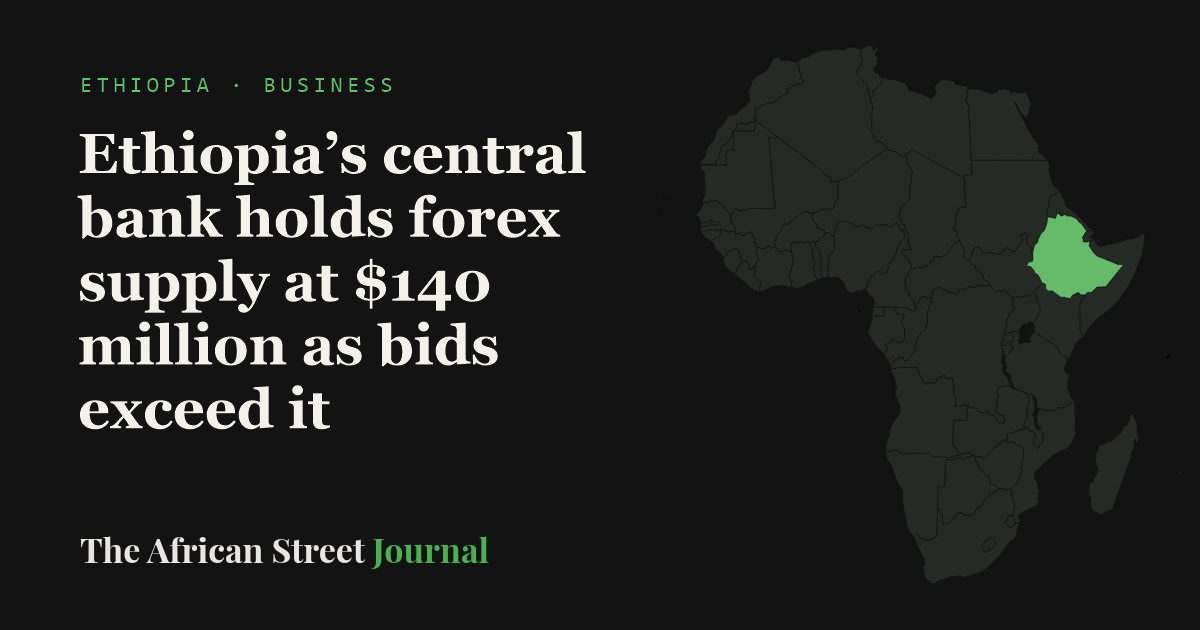 ETHIOPIA · BUSINESS
Ethiopia’s central
bank holds forex
supply at $140
million as bids
exceed it
The African Street Journal